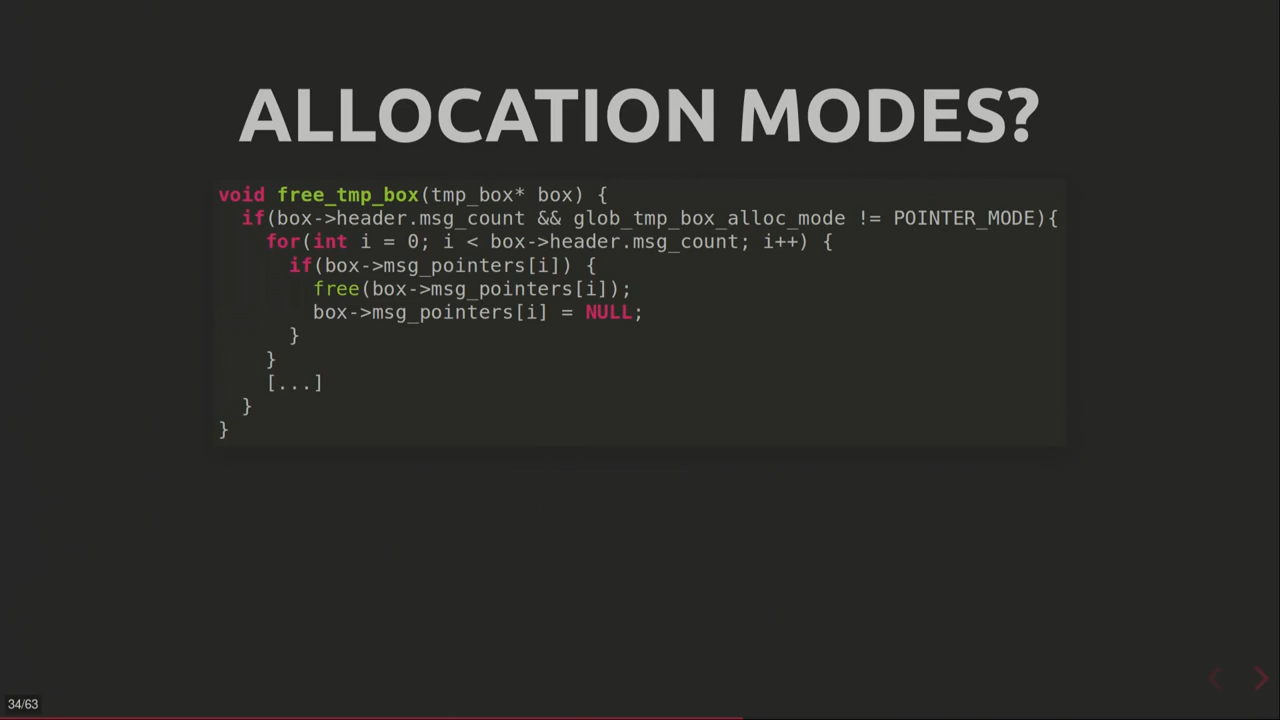 ALLOCATION MODES?
void free_tmp_box(tmp_box* box) {
if(box->header.msg_count && glob_tmp_box_alloc_mode != POINTER_MODE){
for(int i = 0; i < box->header.msg_count; i++) {
if(box->msg_pointers[i]) {
free(box->msg_pointers[i]);
box->msg_pointers[i] = NULL;
}
}
[...]
}
}
34/63